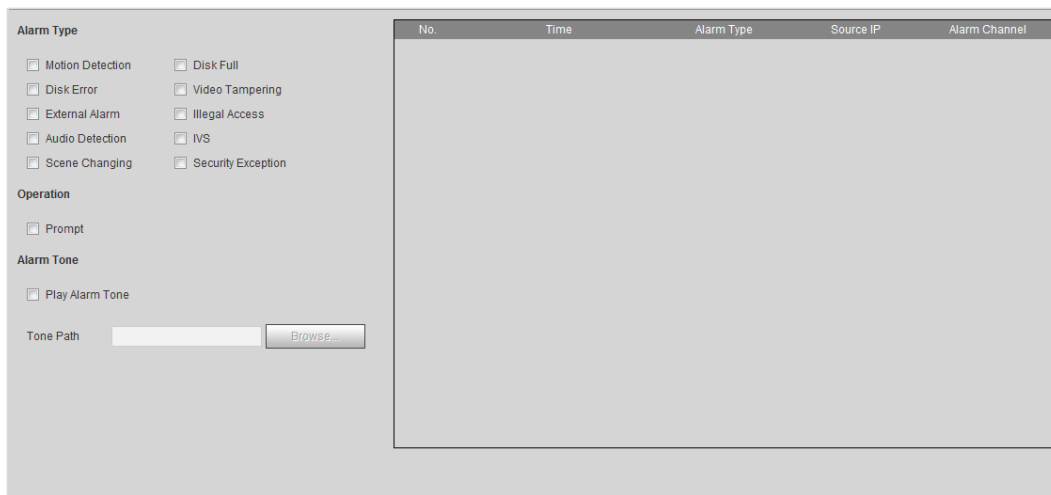 Alarm Type
Motion Detection Disk Full
Disk Error Video Tampering
External Alarm Illegal Access
Audio Detection IVS
Scene Changing Security Exception
Operation
Prompt
Alarm Tone
Play Alarm Tone
Tone Path Browse...
No. Time Alarm Type Source IP Alarm Channel